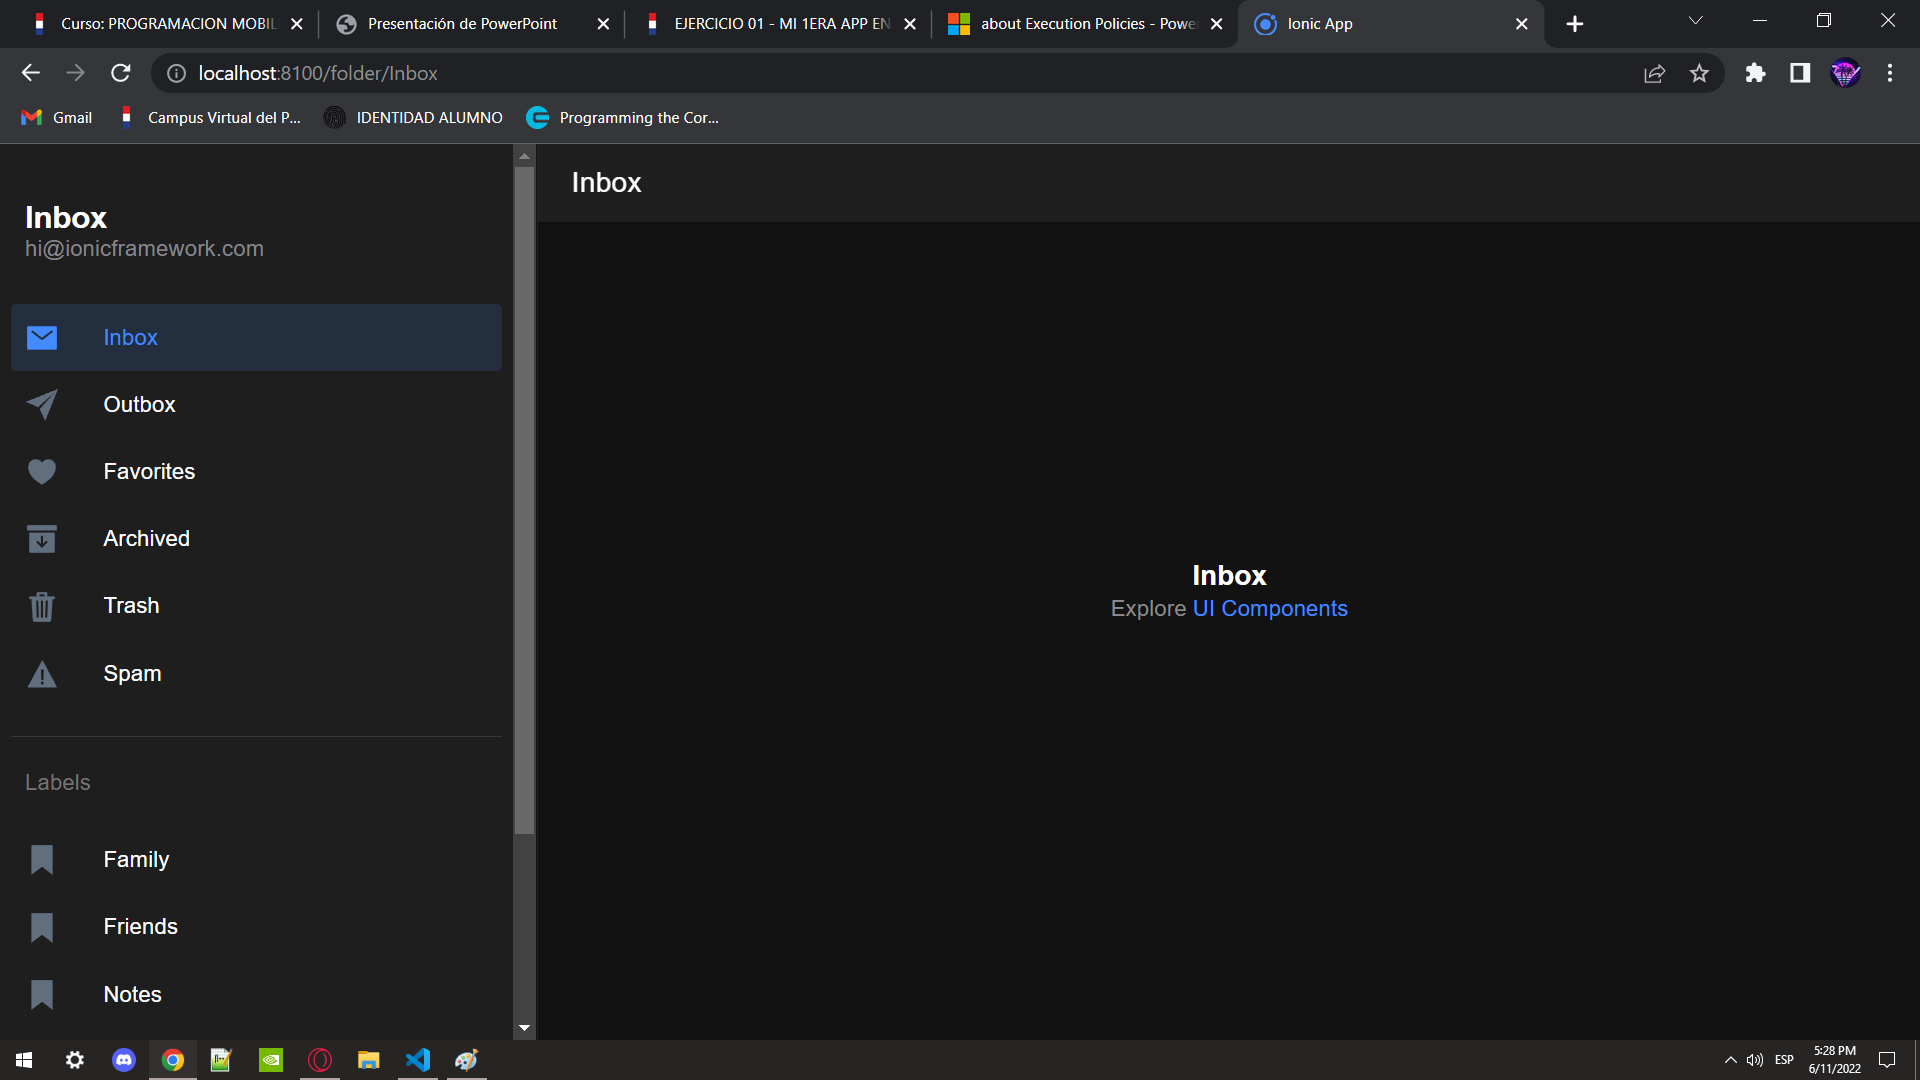 Curso: PROGRAMACION MOBIL
Presentación de PowerPoint
EJERCICIO 01 - MI 1ERA APP EN
about Execution Policies - Power
Ionic App
localhost:8100/folder/Inbox
Gmail
Campus Virtual del P...
IDENTIDAD ALUMNO
Programming the Cor...
Inbox
hi@ionicframework.com
Inbox
Outbox
Favorites
Archived
Trash
Spam
Labels
Family
Friends
Notes
Inbox
Inbox
Explore UI Components
ESP
5:28 PM
6/11/2022